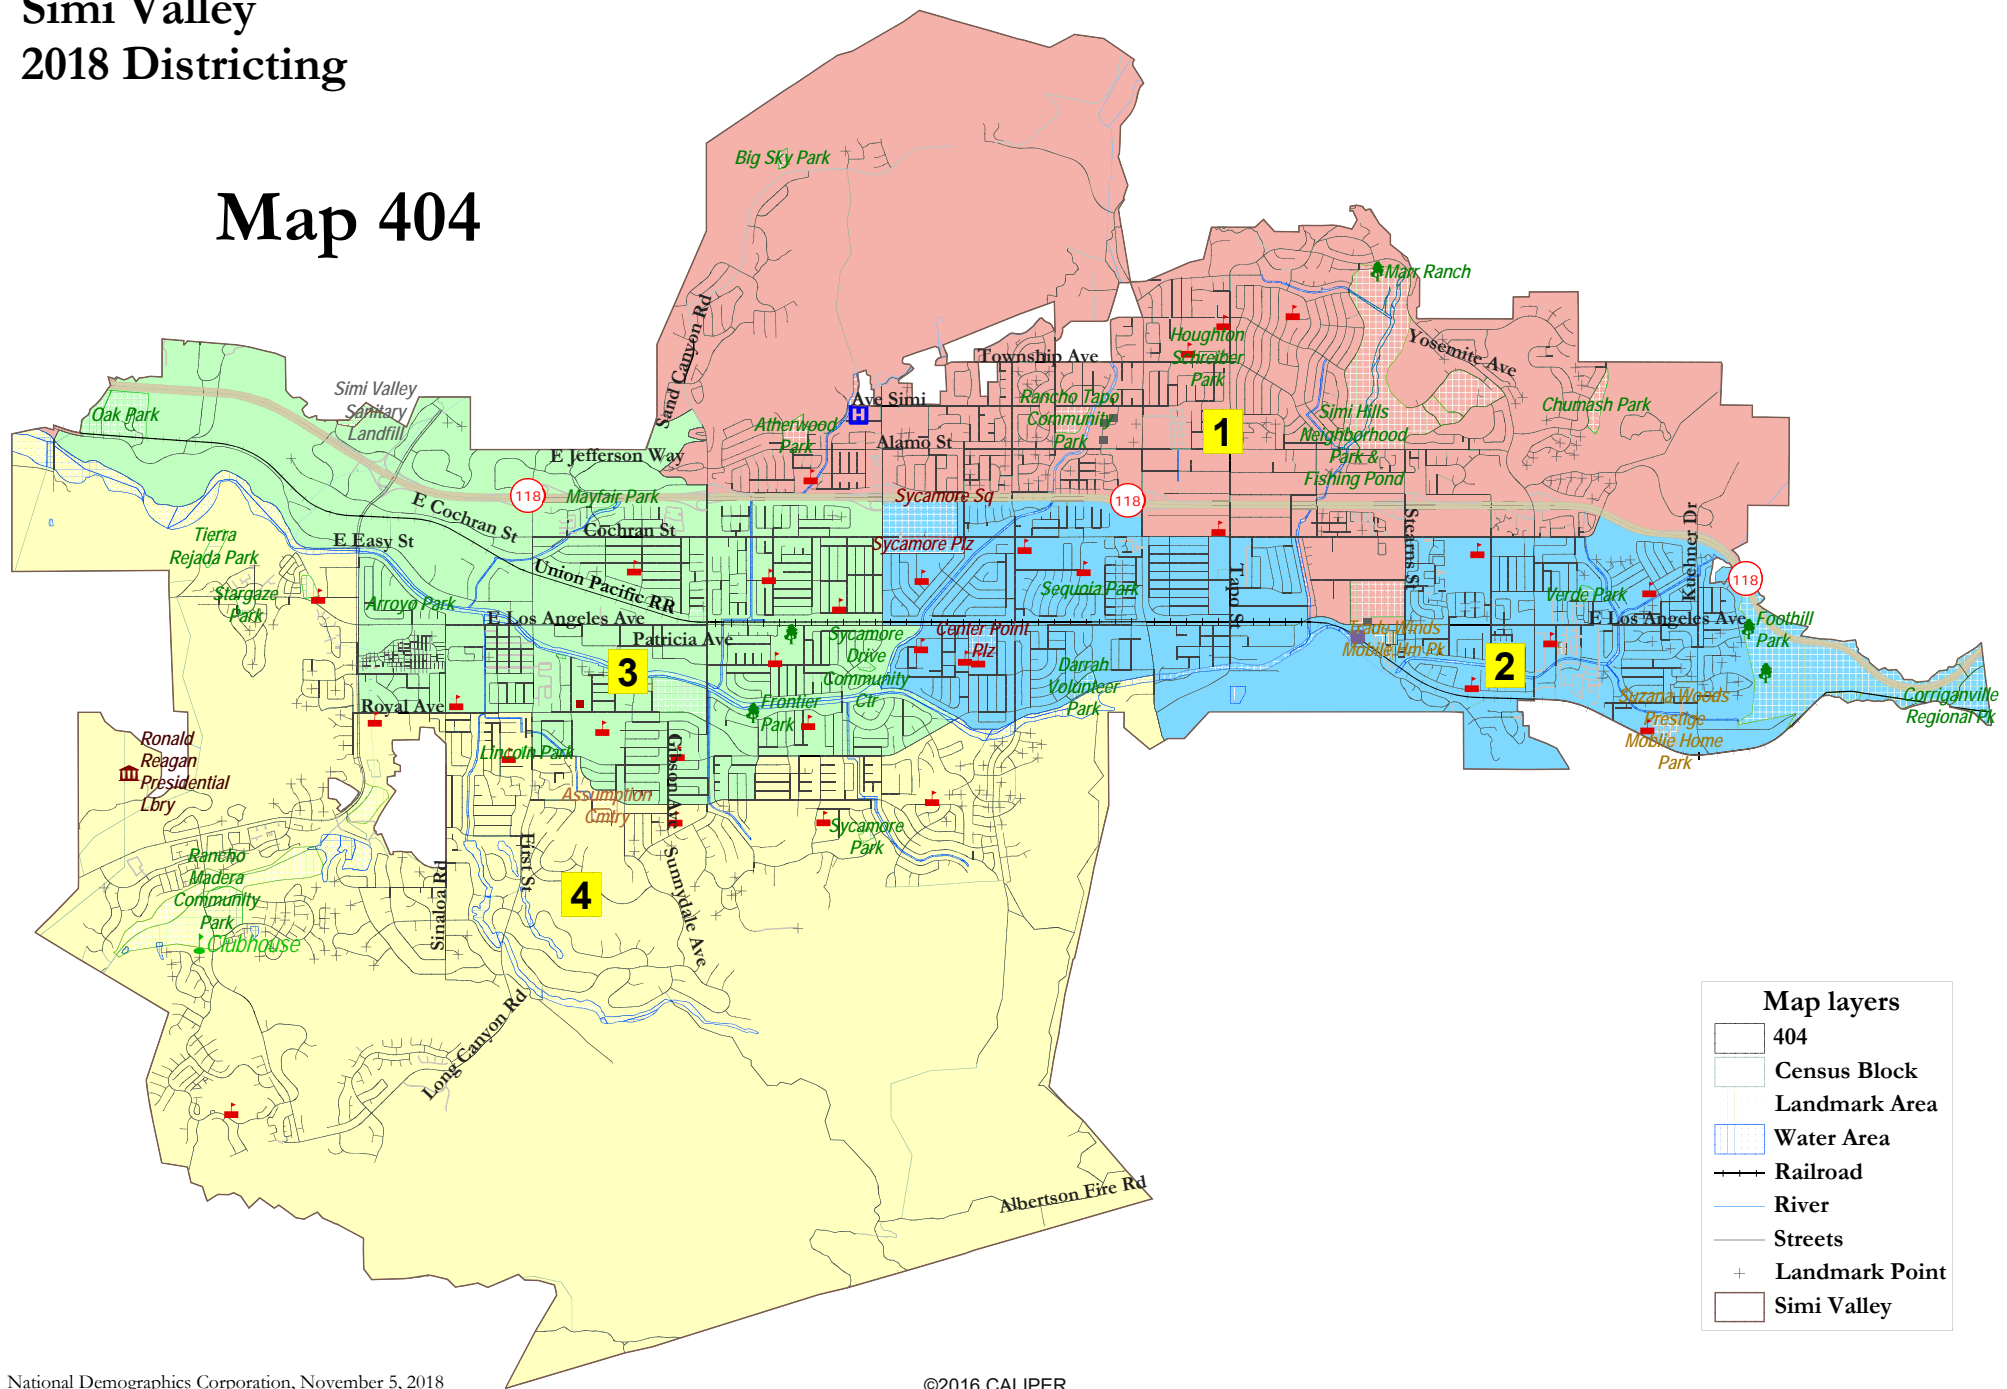 Simi Valley
2018 Districting
Map 404
Big Sky Park
Marr Ranch
Sand Canyon Rd
Houghton
Schreiber
Park
Yosemite Ave
Township Ave
Simi Valley
Sanitary
Landfill
Oak Park
H
Ave Simi
Rancho Tapo
Community
Park
Atherwood
Park
Alamo St
1
Simi Hills
Neighborhood
Park &
Fishing Pond
Chumash Park
E Jefferson Way
118
Mayfair Park
Sycamore Sq
118
E Cochran St
Cochran St
Stearns St
Kuehner Dr
Tierra
Rejada Park
E Easy St
Sycamore Plz
Union Pacific RR
Sequoia Park
Tapo St
118
Stargaze
Park
Arroyo Park
Verde Park
E Los Angeles Ave
E Los Angeles Ave
Foothill
Park
Patricia Ave
Sycamore
Drive
Community
Ctr
Center Point
Plz
Trade Winds
Mobile Hm Pk
3
Darrah
Volunteer
Park
2
Royal Ave
Frontier
Park
Suzana Woods
Prestige
Moblie Home
Park
Corriganville
Regional Pk
Ronald
Reagan
Presidential
Lbry
Lincoln Park
Gibson Ave
Assumption
Cmtry
Sycamore
Park
Rancho
Madera
Community
Park
Clubhouse
Sinaloa Rd
First St
4
Sunnydale Ave
Long Canyon Rd
Albertson Fire Rd
Map layers
404
Census Block
Landmark Area
Water Area
Railroad
River
Streets
Landmark Point
Simi Valley
National Demographics Corporation, November 5, 2018
©2016 CALIPER